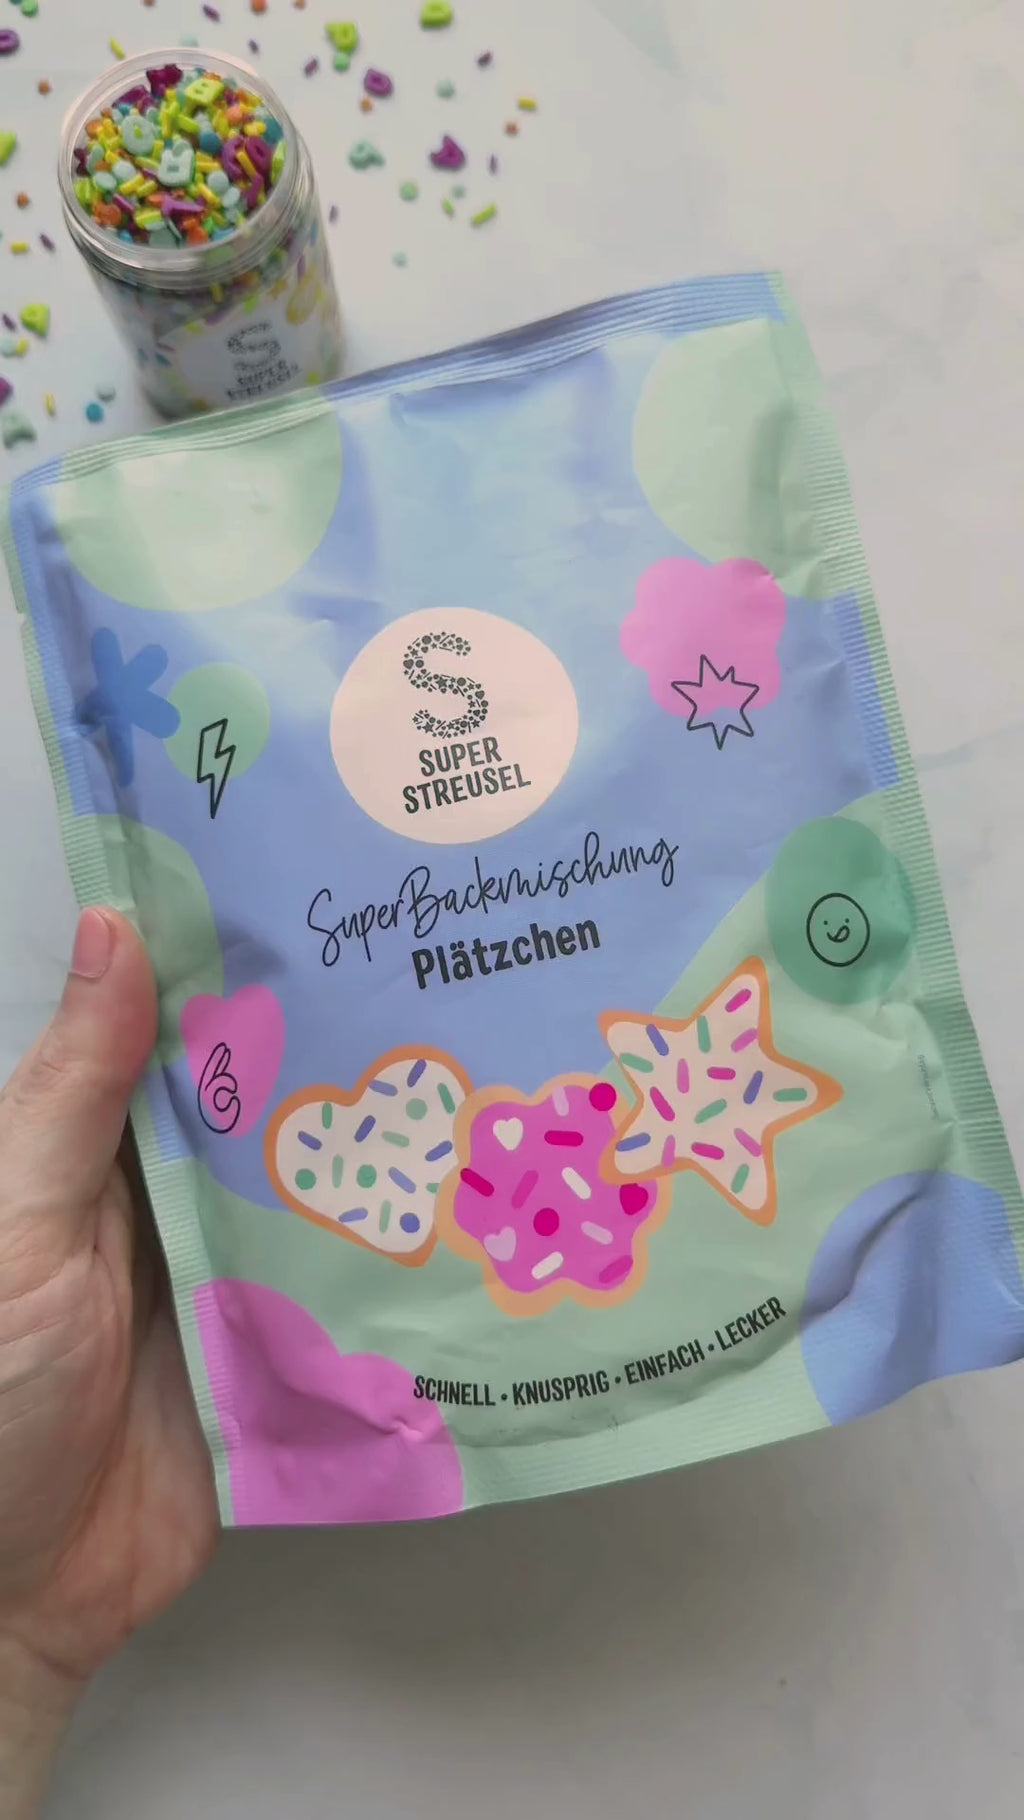 S
SUPER
STREUSEL
S
SUPER
STREUSEL
SuperBackmischung
Plätzchen
SCHNELL • KNUSPRIG • EINFACH • LECKER